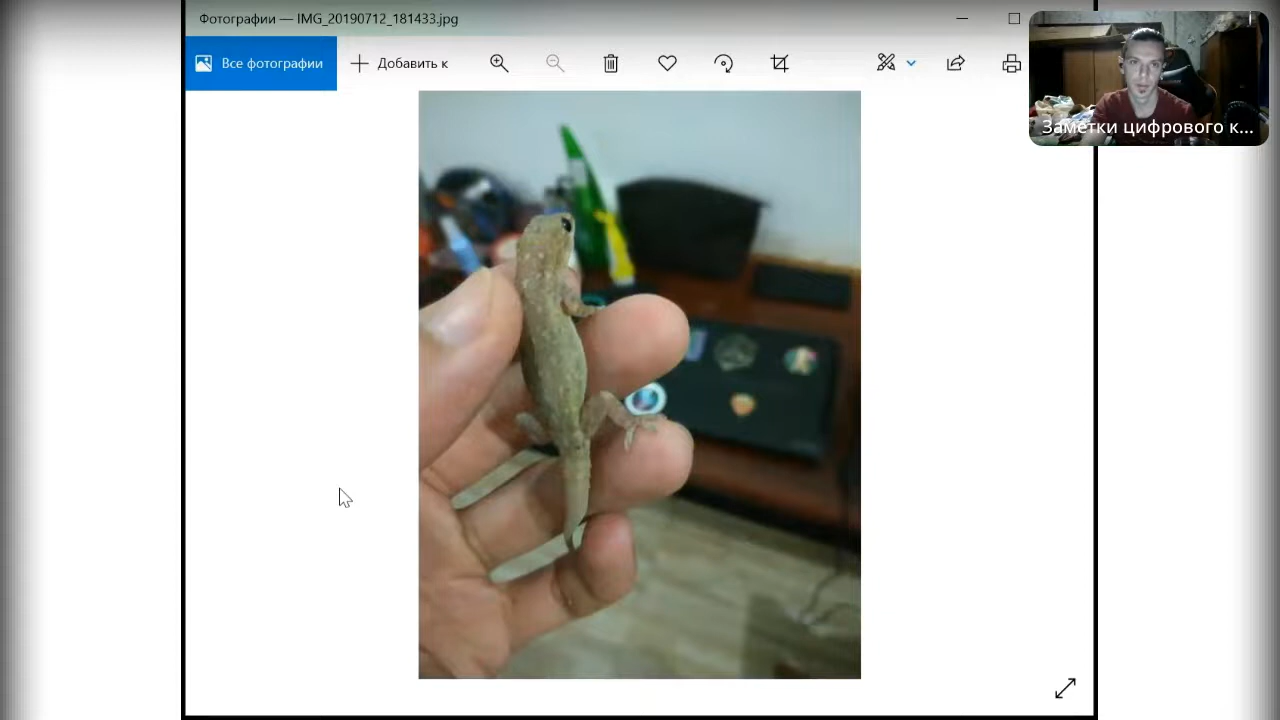 Фотографии — IMG_20190712_181433.jpg
Все фотографии
Добавить к
Заметки цифрового к...